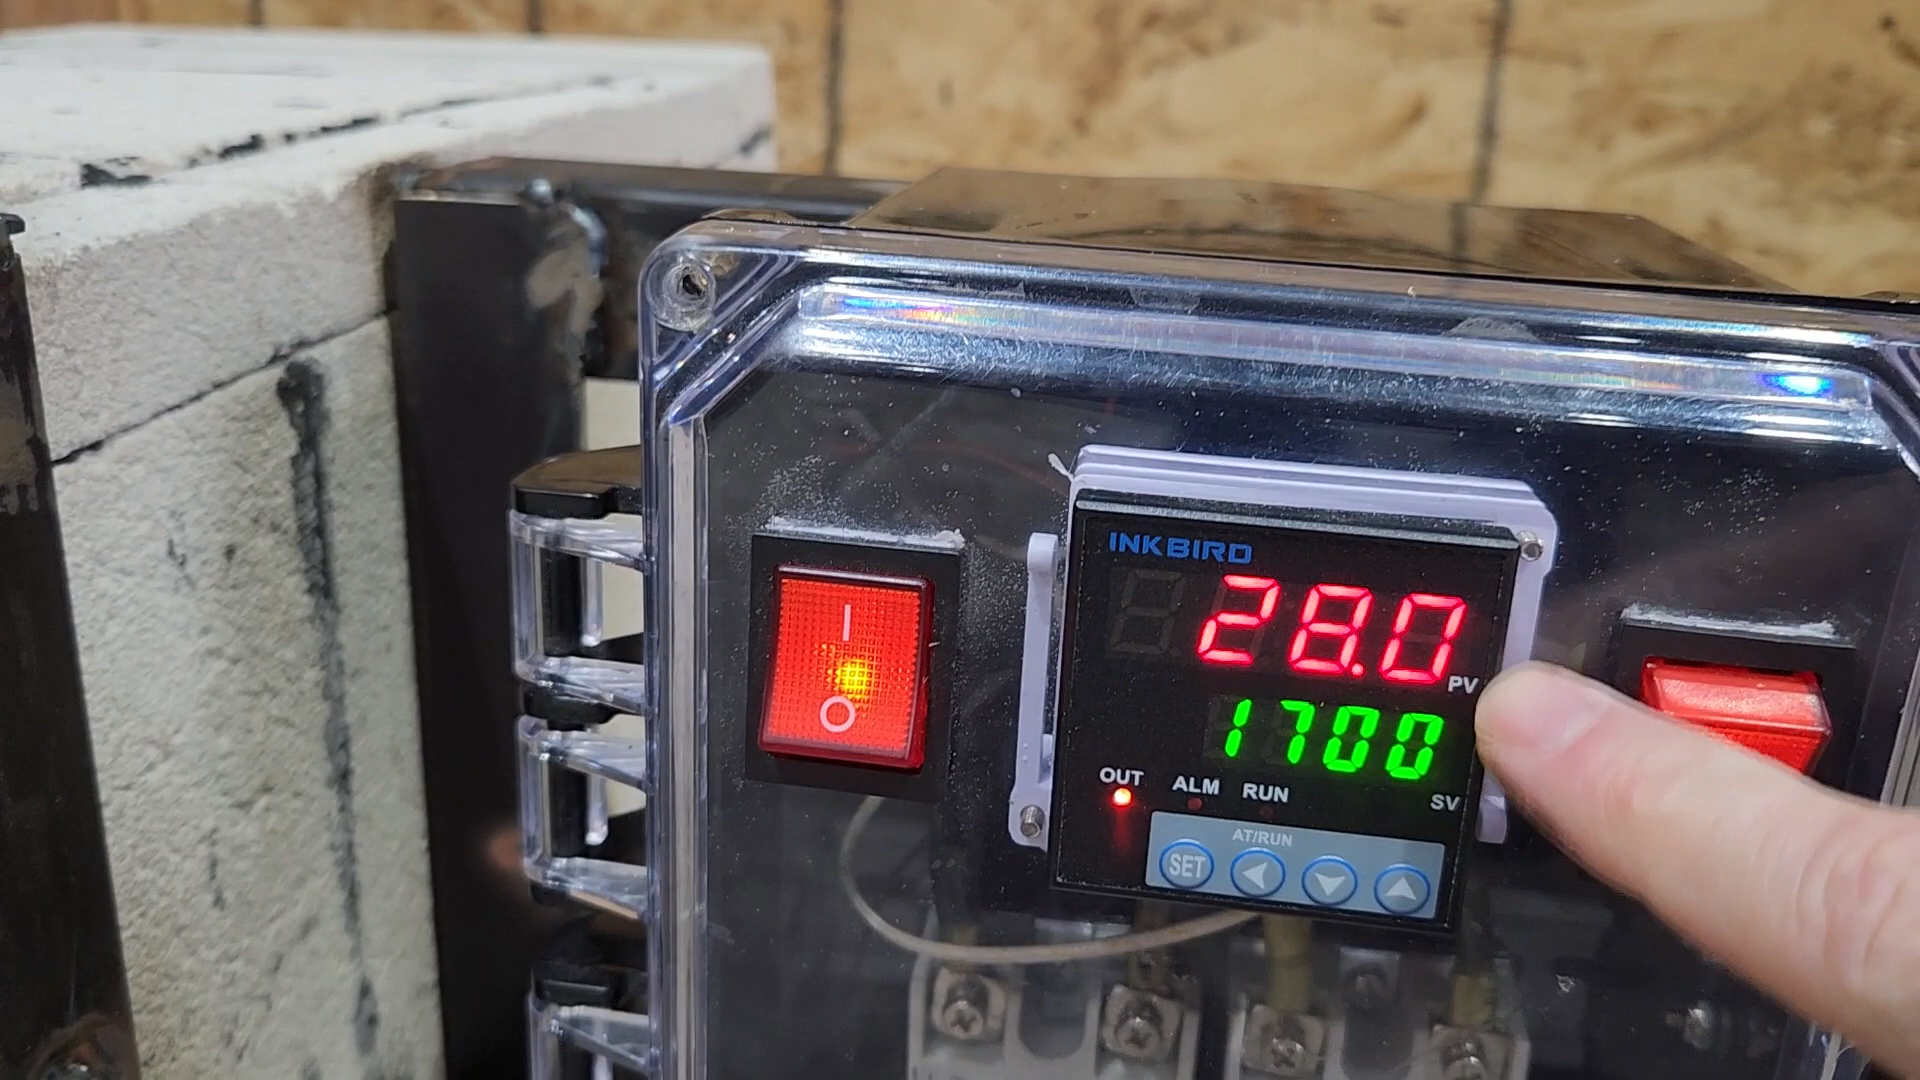 INKBIRD
28.0
PV
1700
SV
OUT ALM RUN
AT/RUN
SET
I
O